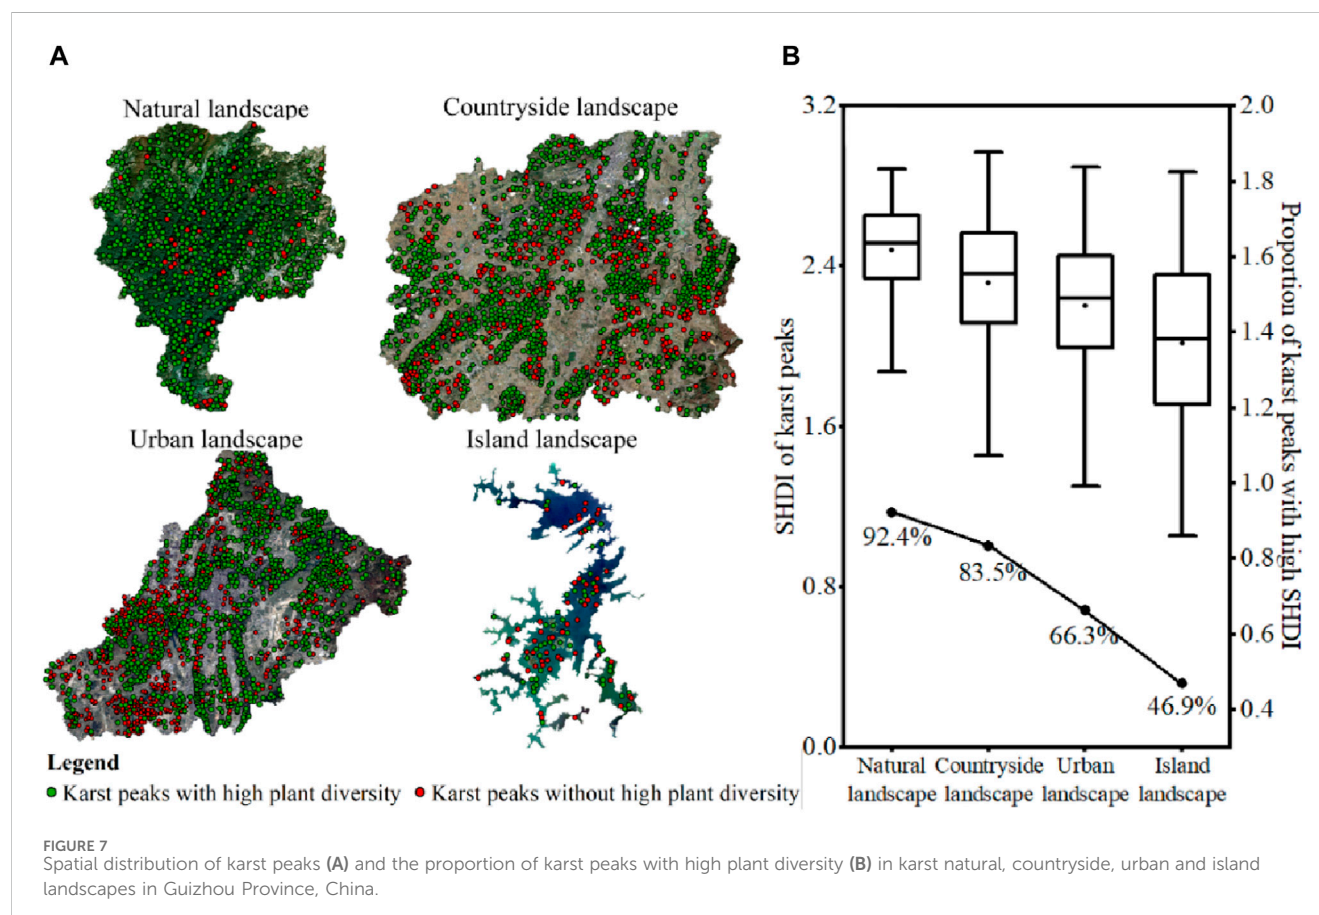 A
Natural landscape
Countryside landscape
Urban landscape
Island landscape
Legend
Karst peaks with high plant diversity
Karst peaks without high plant diversity
B
3.2
2.4
1.6
0.8
0.0
SHDI of karst peaks
2.0
1.8
1.6
1.4
1.2
1.0
0.8
0.6
0.4
Proportion of karst peaks with high SHDI
92.4%
83.5%
66.3%
46.9%
Natural landscape
Countryside landscape
Urban landscape
Island landscape
FIGURE 7
Spatial distribution of karst peaks (A) and the proportion of karst peaks with high plant diversity (B) in karst natural, countryside, urban and island
landscapes in Guizhou Province, China.